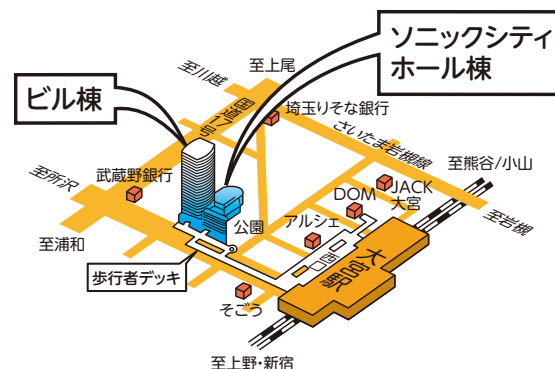 ソニックシティ
ホール棟
ビル棟
至川越
至上尾
国道17号
埼玉りそな銀行
さいたま岩槻線
至熊谷/小山
至所沢
武蔵野銀行
JACK
大宮
DOM
至岩槻
公園
アルシェ
至浦和
大宮駅
歩行者デッキ
そごう
至上野・新宿